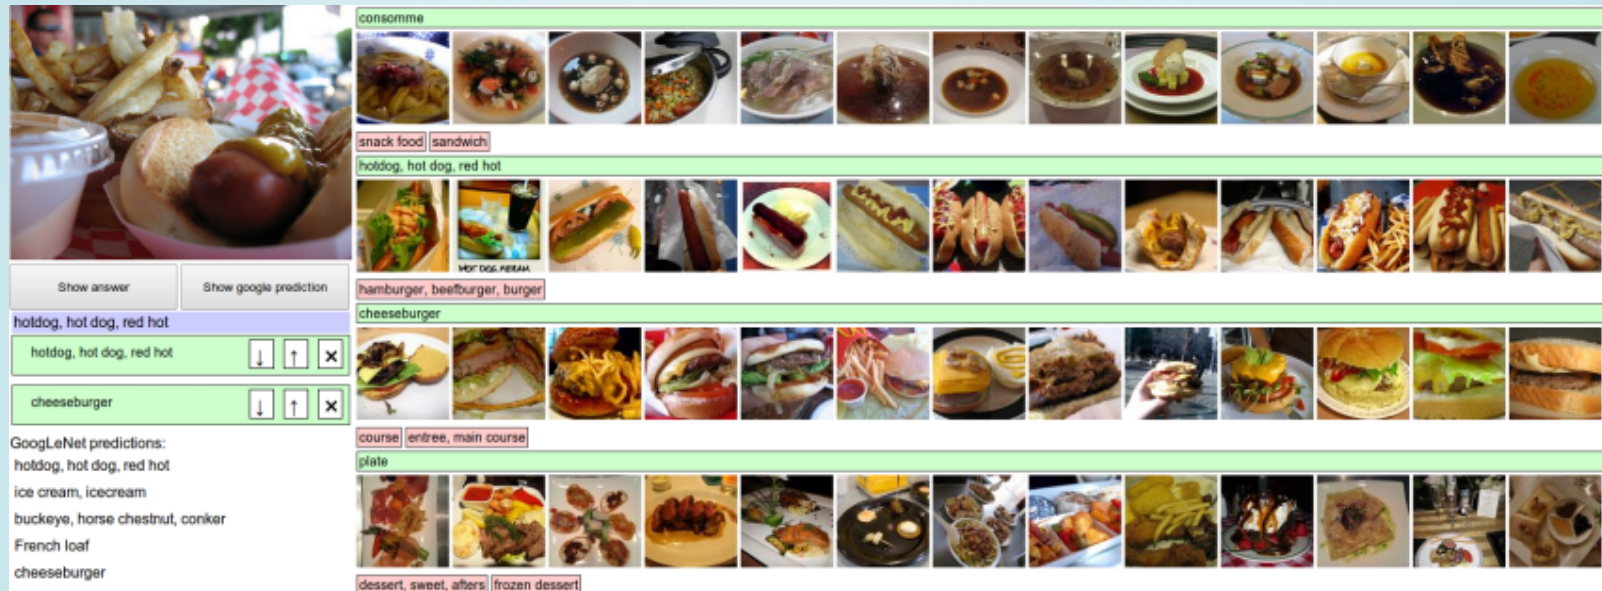 Show answer
Show google prediction
hotdog, hot dog, red hot
hotdog, hot dog, red hot
↓ ↑ ×
cheeseburger
↓ ↑ ×
GoogLeNet predictions:
hotdog, hot dog, red hot
ice cream, icecream
buckeye, horse chestnut, conker
French loaf
cheeseburger
consomme
snack food
sandwich
hotdog, hot dog, red hot
HOT DOG
hamburger, beefburger, burger
cheeseburger
course
entree, main course
plate
dessert, sweet, afters
frozen dessert